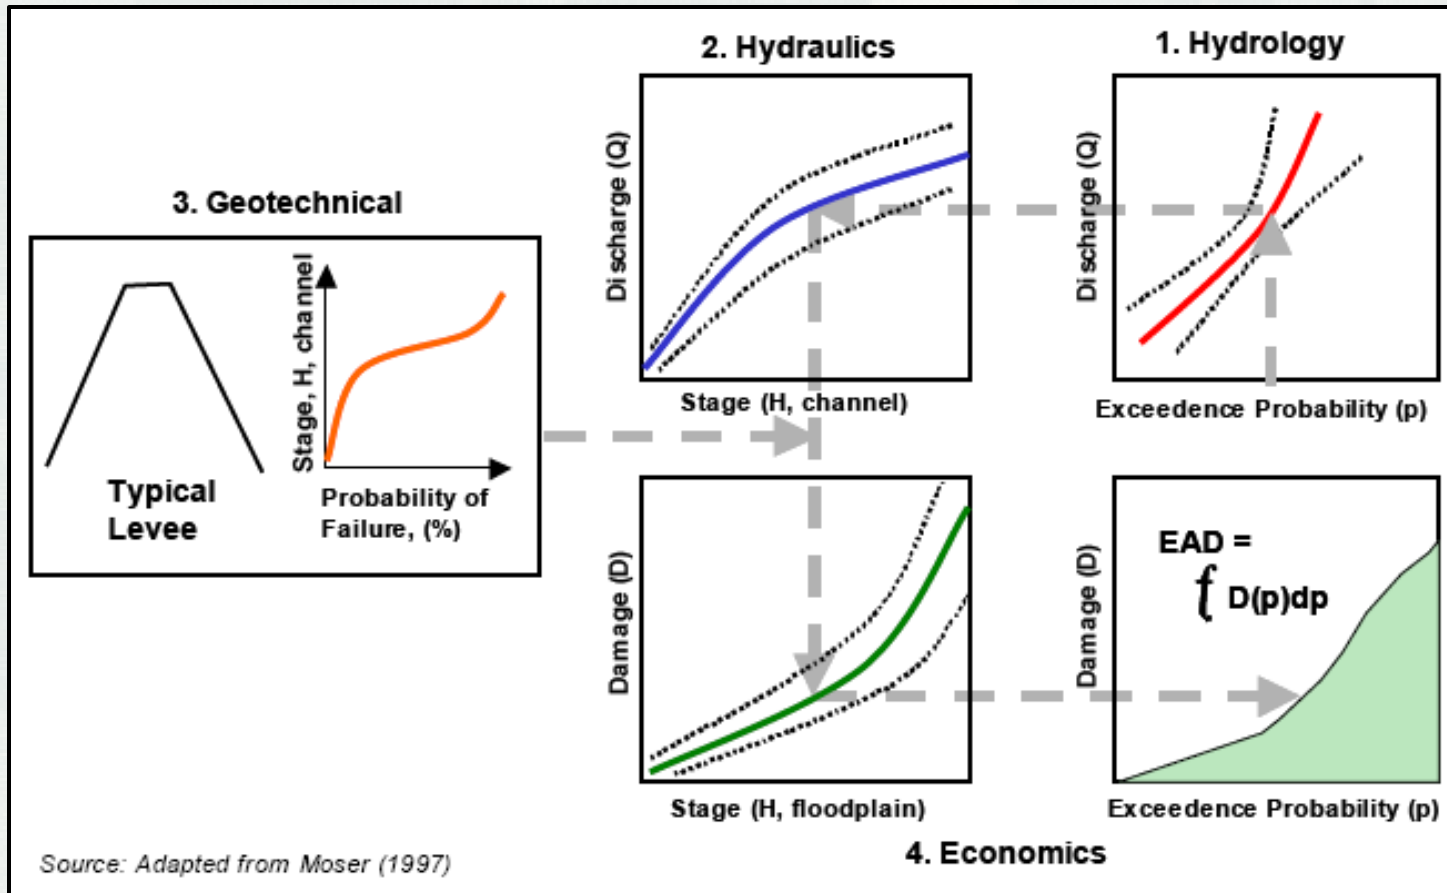 2. Hydraulics
1. Hydrology
Discharge (Q)
Stage (H, channel)
Discharge (Q)
Exceedence Probability (p)
3. Geotechnical
Typical
Levee
Stage, H, channel
Probability of
Failure, (%)
Damage (D)
Stage (H, floodplain)
Damage (D)
EAD =
∫ D(p)dp
Exceedence Probability (p)
4. Economics
Source: Adapted from Moser (1997)